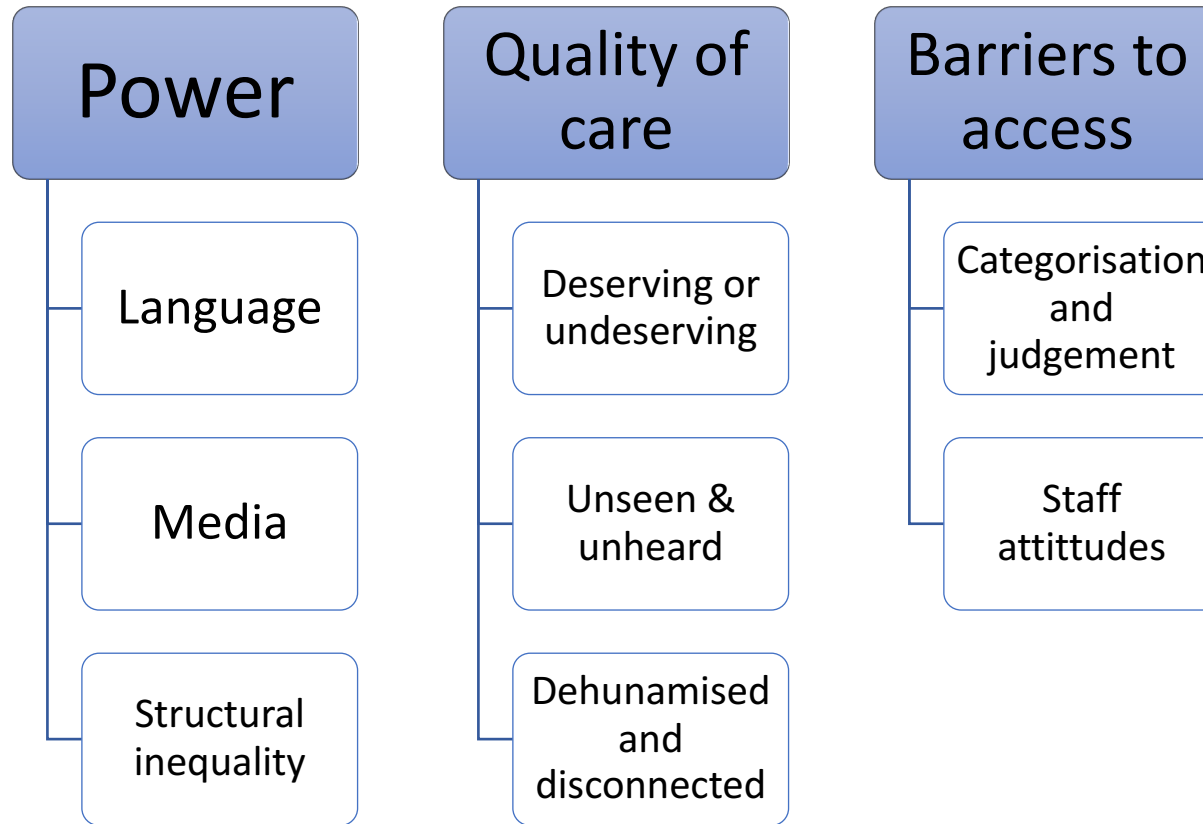 Power
Language
Media
Structural
inequality
Quality of
care
Deserving or
undeserving
Unseen &
unheard
Dehunamised
and
disconnected
Barriers to
access
Categorisation
and
judgement
Staff
attittudes